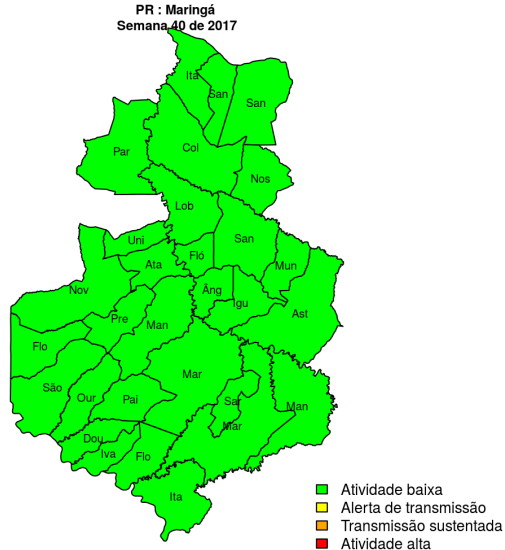 PR : Maringá
Semana 40 de 2017
Ita
San
San
Par
Col
Nos
Lob
Uni
San
Fló
Ata
Mun
Nov
Âng
Igu
Ast
Pre
Man
Flo
Mar
São
Our
Pai
Sar
Man
Mar
Dou
Iva
Flo
Ita
Atividade baixa
Alerta de transmissão
Transmissão sustentada
Atividade alta